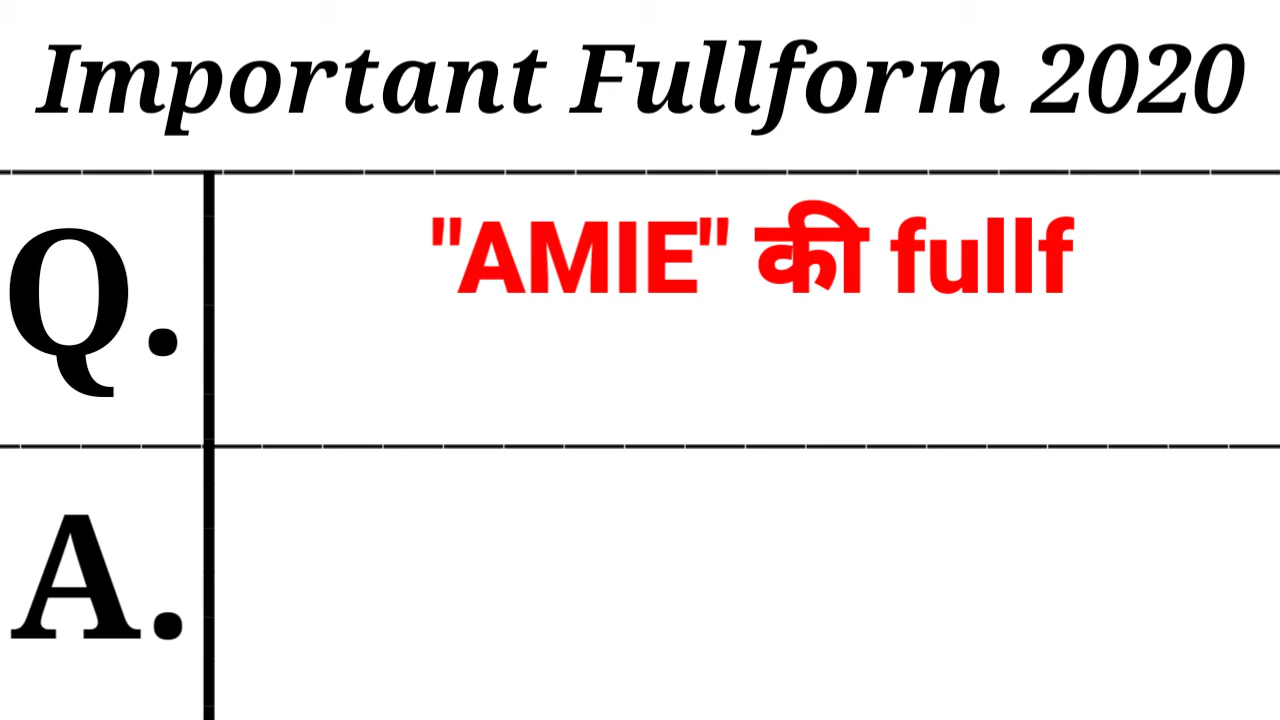 Important Fullform 2020
Q.
"AMIE" की fullf
A.